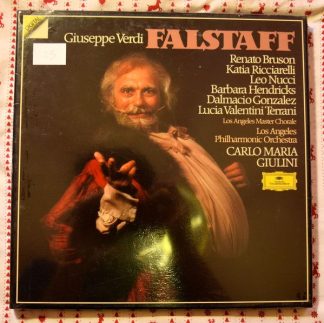 Giuseppe Verdi FALSTAFF
Renato Bruson
Katia Ricciarelli
Leo Nucci
Barbara Hendricks
Dalmacio Gonzalez
Lucia Valentini Terrani
Los Angeles Master Chorale
Los Angeles
Philharmonic Orchestra
CARLO MARIA
GIULINI